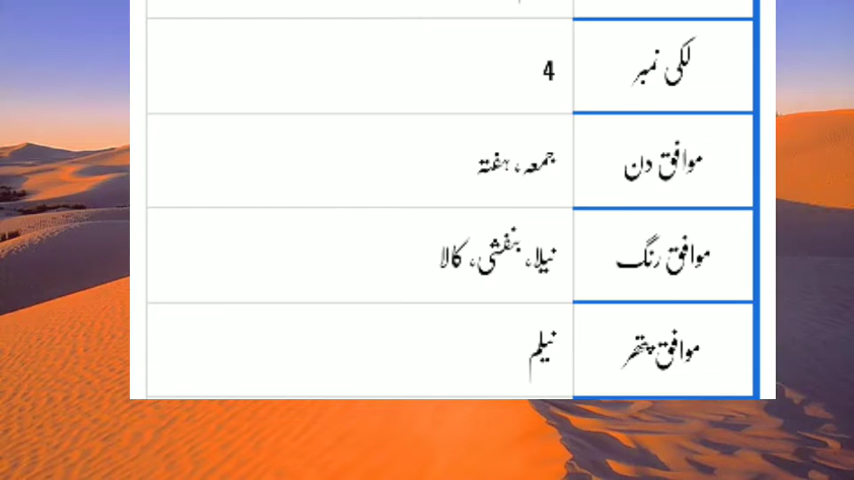 لکی نمبر 4
موافق دن جمعہ، ہفتہ
موافق رنگ نیلا، بنفشی، کالا
موافق پتھر نیلم